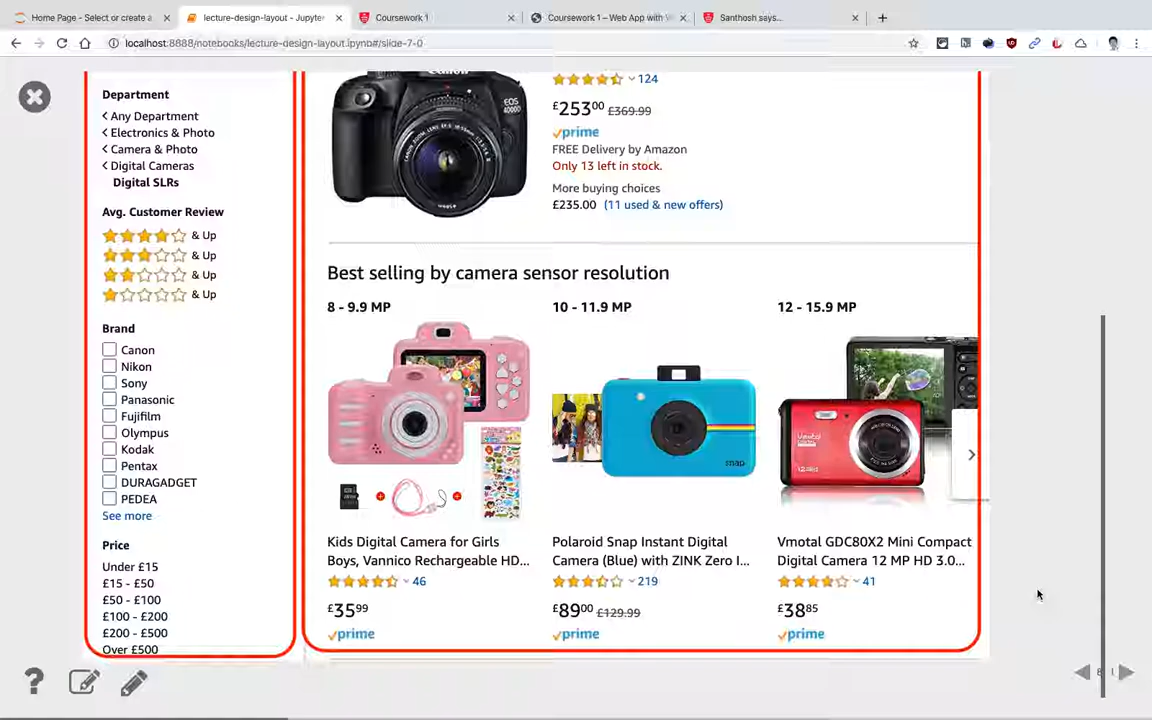 Home Page - Select or create a
lecture-design-layout - Jupyter
Coursework 1
Coursework 1 – Web App with
Santhosh says...
localhost:8888/notebooks/lecture-design-layout.ipynb#/slide-7-0
Department
Any Department
Electronics & Photo
Camera & Photo
Digital Cameras
Digital SLRs
Avg. Customer Review
& Up
& Up
& Up
& Up
Brand
Canon
Nikon
Sony
Panasonic
Fujifilm
Olympus
Kodak
Pentax
DURAGADGET
PEDEA
See more
Price
Under £15
£15 - £50
£50 - £100
£100 - £200
£200 - £500
Over £500
Canon
EOS
4000D
124
£253.00 £369.99
prime
FREE Delivery by Amazon
Only 13 left in stock.
More buying choices
£235.00 (11 used & new offers)
Best selling by camera sensor resolution
8 - 9.9 MP
10 - 11.9 MP
12 - 15.9 MP
snap
Kids Digital Camera for Girls
Boys, Vannico Rechargeable HD...
46
£35.99
prime
Polaroid Snap Instant Digital
Camera (Blue) with ZINK Zero I...
219
£89.00 £129.99
prime
Vmotal GDC80X2 Mini Compact
Digital Camera 12 MP HD 3.0...
41
£38.85
prime